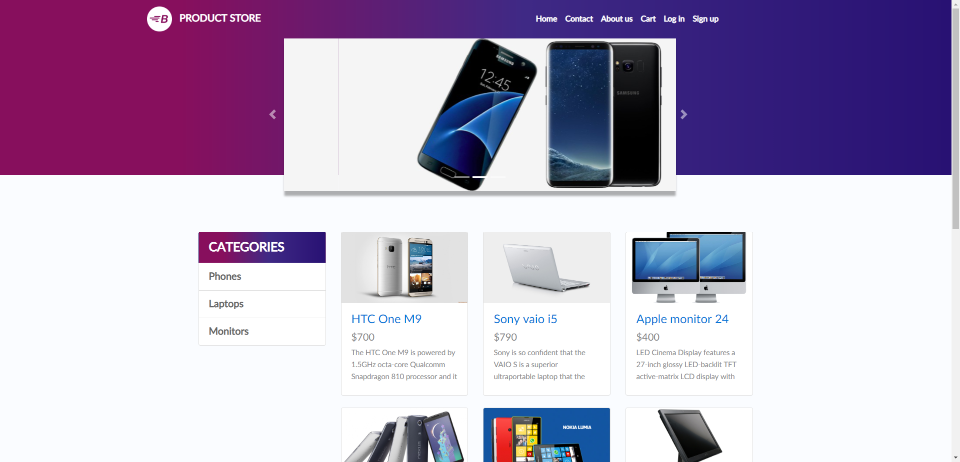 B PRODUCT STORE
Home Contact About us Cart Log in Sign up
SAMSUNG
12:45
SAMSUNG
CATEGORIES
Phones
Laptops
Monitors
HTC One M9
$700
The HTC One M9 is powered by
1.5GHz octa-core Qualcomm
Snapdragon 810 processor and it
Sony vaio i5
$790
Sony is so confident that the
VAIO S is a superior
ultraportable laptop that the
Apple monitor 24
$400
LED Cinema Display features a
27-inch glossy LED-backlit TFT
active-matrix LCD display with
NOKIA LUMIA